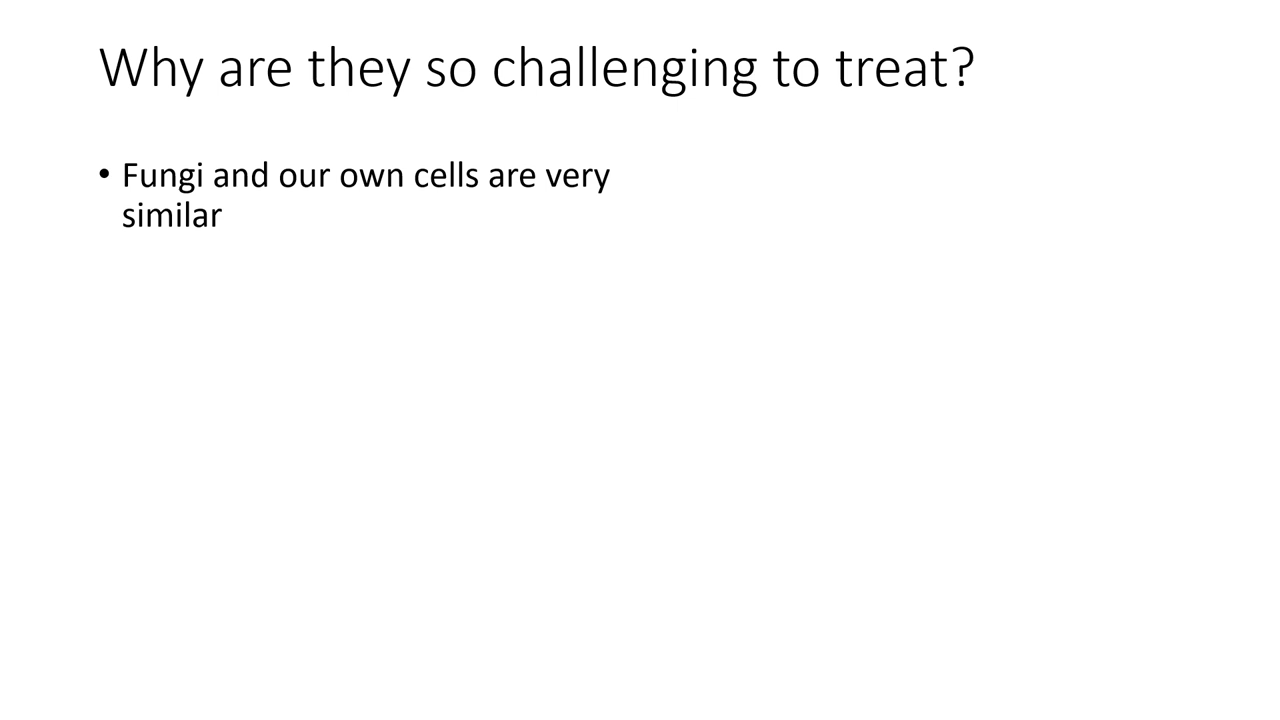 Why are they so challenging to treat?
• Fungi and our own cells are very
similar